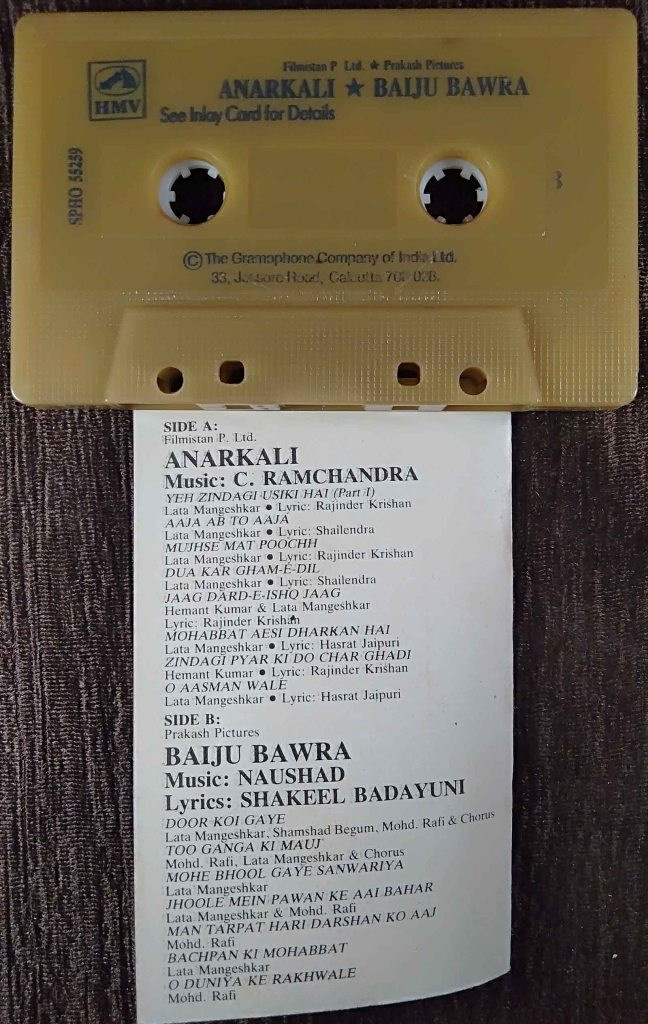 Filmistan P. Ltd. ★ Prakash Pictures
ANARKALI ★ BAIJU BAWRA
HMV
See Inlay Card for Details
SPHO 55259
© The Gramophone Company of India Ltd.
33, Jessore Road, Calcutta 700 028.
SIDE A:
Filmistan P. Ltd.
ANARKALI
Music: C. RAMCHANDRA
YEH ZINDAGI USIKI HAI (Part I)
Lata Mangeshkar ● Lyric: Rajinder Krishan
AAJA AB TO AAJA
Lata Mangeshkar ● Lyric: Shailendra
MUJHSE MAT POOCHH
Lata Mangeshkar ● Lyric: Rajinder Krishan
DUA KAR GHAM-E-DIL
Lata Mangeshkar ● Lyric: Shailendra
JAAG DARD-E-ISHQ JAAG
Hemant Kumar & Lata Mangeshkar
Lyric: Rajinder Krishan
MOHABBAT AESI DHARKAN HAI
Lata Mangeshkar ● Lyric: Hasrat Jaipuri
ZINDAGI PYAR KI DO CHAR GHADI
Hemant Kumar ● Lyric: Rajinder Krishan
O AASMAN WALE
Lata Mangeshkar ● Lyric: Hasrat Jaipuri
SIDE B:
Prakash Pictures
BAIJU BAWRA
Music: NAUSHAD
Lyrics: SHAKEEL BADAYUNI
DOOR KOI GAYE
Lata Mangeshkar, Shamshad Begum, Mohd. Rafi & Chorus
TOO GANGA KI MAUJ
Mohd. Rafi, Lata Mangeshkar & Chorus
MOHE BHOOL GAYE SANWARIYA
Lata Mangeshkar
JHOOLE MEIN PAWAN KE AAI BAHAR
Lata Mangeshkar & Mohd. Rafi
MAN TARPAT HARI DARSHAN KO AAJ
Mohd. Rafi
BACHPAN KI MOHABBAT
Lata Mangeshkar
O DUNIYA KE RAKHWALE
Mohd. Rafi